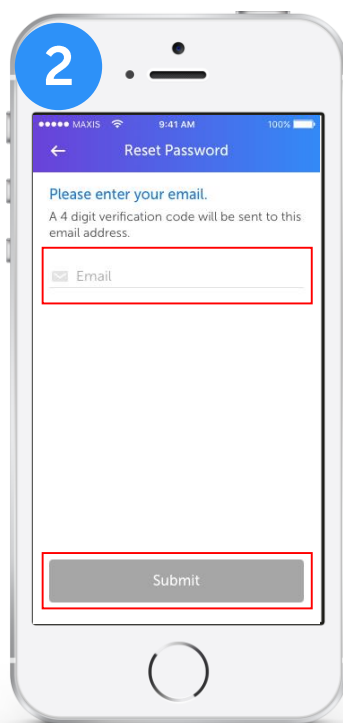 2
MAXIS 9:41 AM 100%
Reset Password
Please enter your email.
A 4 digit verification code will be sent to this
email address.
Email
Submit